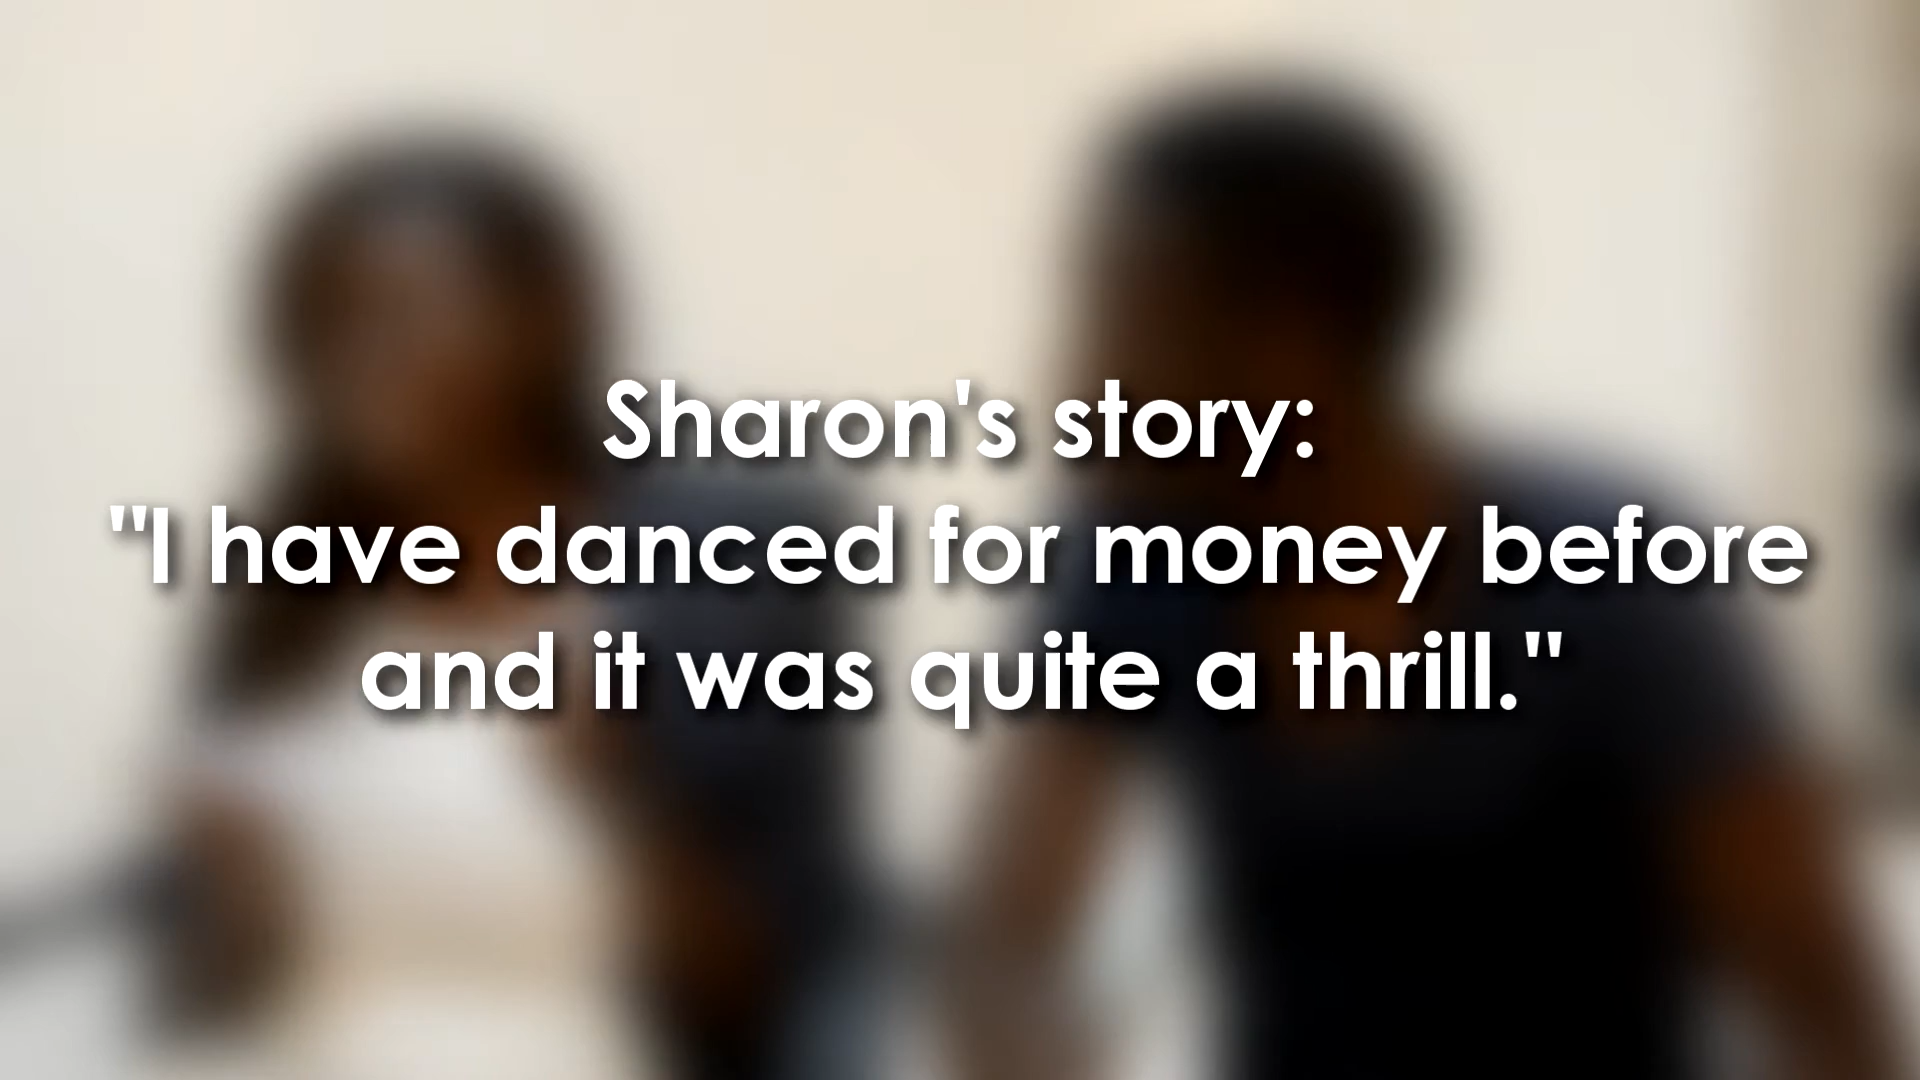 Sharon's story:
"I have danced for money before
and it was quite a thrill."